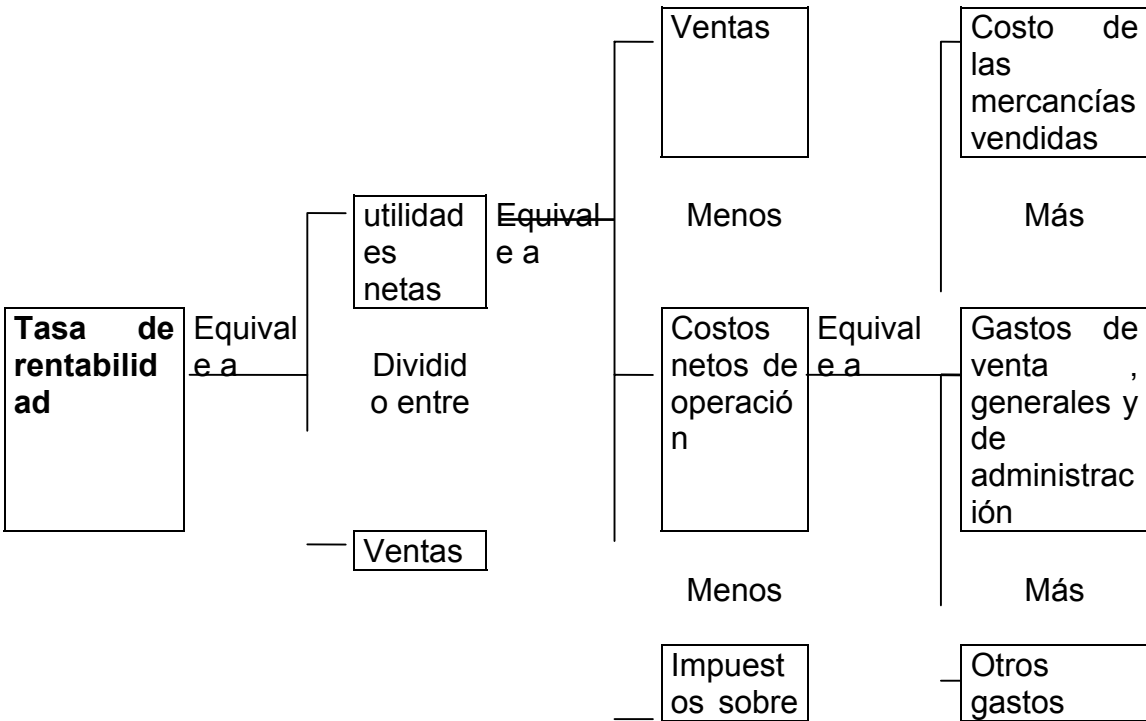 Ventas
Costo de
las
mercancías
vendidas
utilidad
es
netas
Equival
e a
Menos
Más
Tasa de
rentabilid
ad
Equival
e a
Dividid
o entre
Costos
netos de
operació
n
Equival
e a
Gastos de
venta ,
generales y
de
administrac
ión
Ventas
Menos
Más
Impuest
os sobre
Otros
gastos